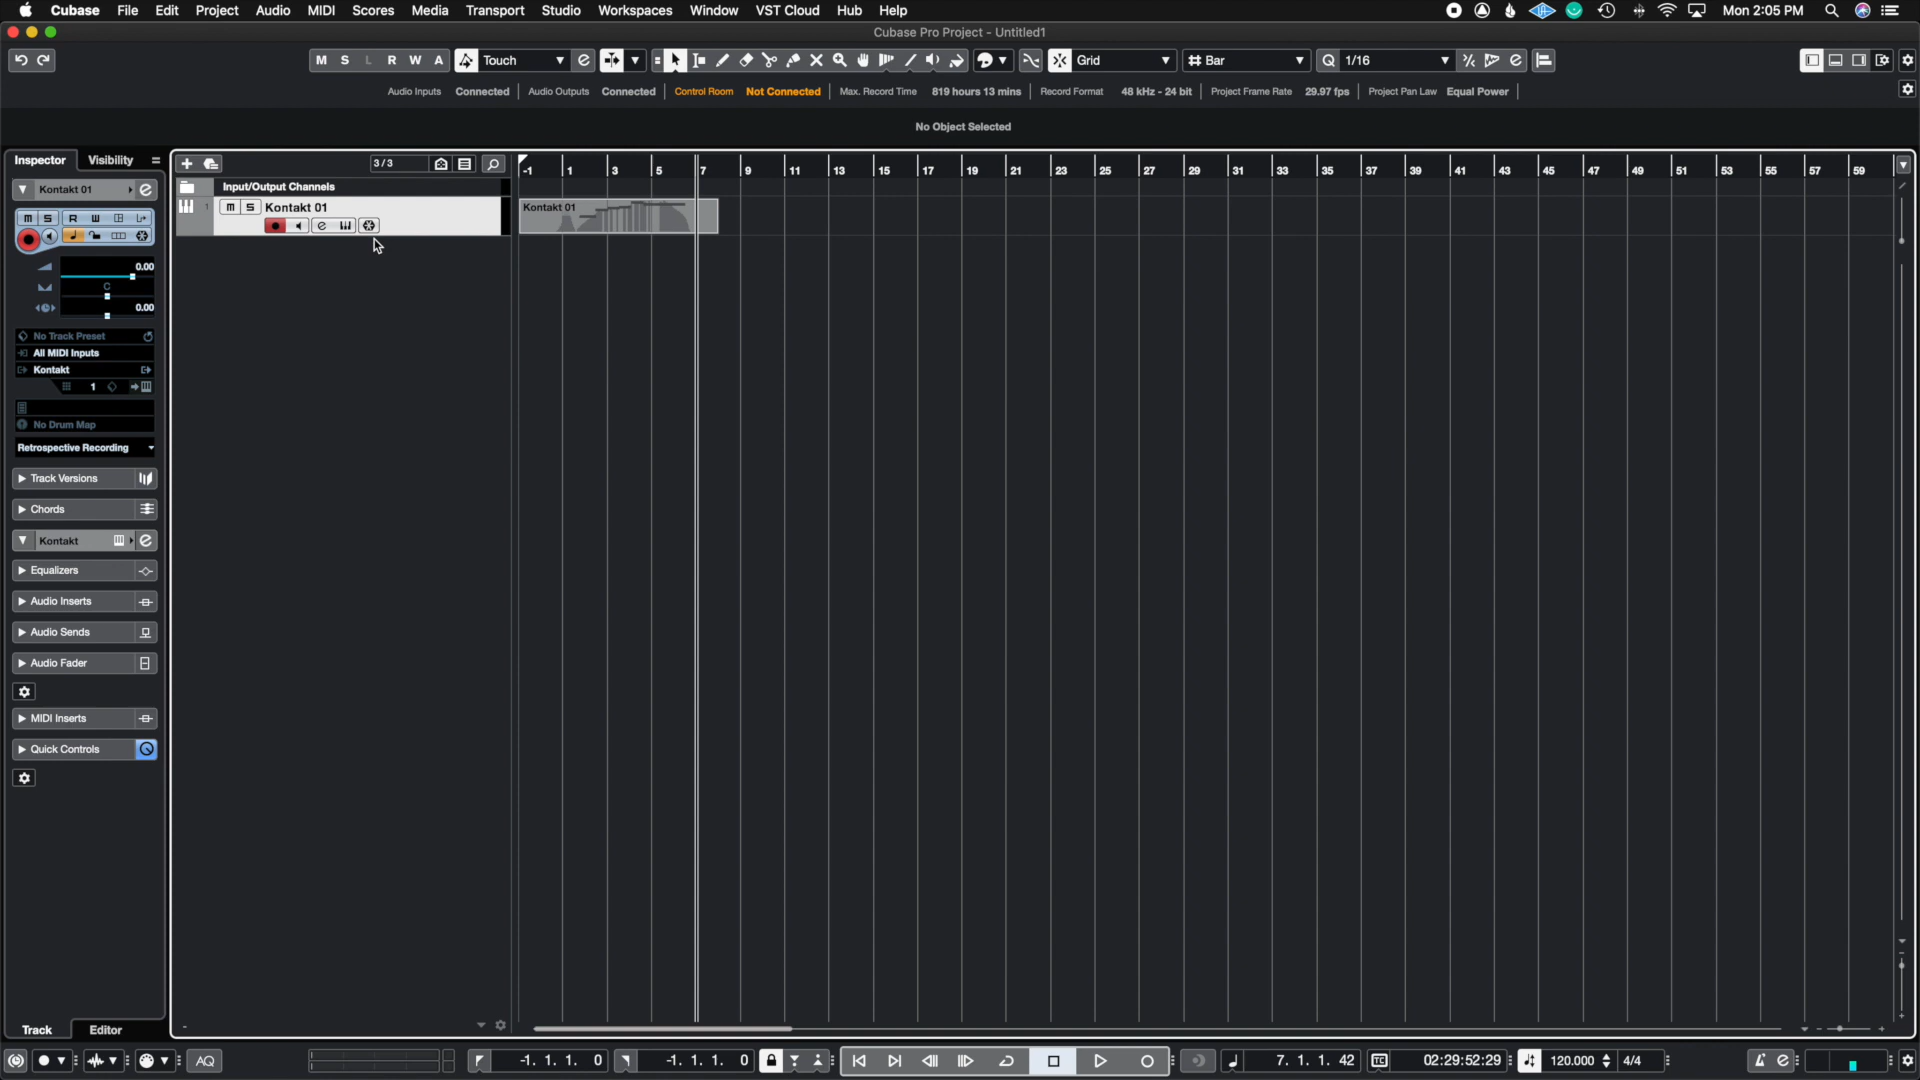 Cubase File Edit Project Audio MIDI Scores Media Transport Studio Workspaces Window VST Cloud Hub Help Mon 2:05 PM
Cubase Pro Project - Untitled1
M S L R W A Touch Grid Bar Q 1/16
Audio Inputs Connected Audio Outputs Connected Control Room Not Connected Max. Record Time 819 hours 13 mins Record Format 48 kHz - 24 bit Project Frame Rate 29.97 fps Project Pan Law Equal Power
No Object Selected
Inspector Visibility 3/3
-1 1 3 5 7 9 11 13 15 17 19 21 23 25 27 29 31 33 35 37 39 41 43 45 47 49 51 53 55 57 59
Input/Output Channels
Kontakt 01 e
1 m S Kontakt 01 Kontakt 01
m S R W
e
0.00
C
0.00
No Track Preset
All MIDI Inputs
Kontakt
1
No Drum Map
Retrospective Recording
Track Versions
Chords
Kontakt e
Equalizers
Audio Inserts
Audio Sends
Audio Fader
MIDI Inserts
Quick Controls
Track Editor
AQ -1. 1. 1. 0 -1. 1. 1. 0 7. 1. 1. 42 TC 02:29:52:29 120.000 4/4